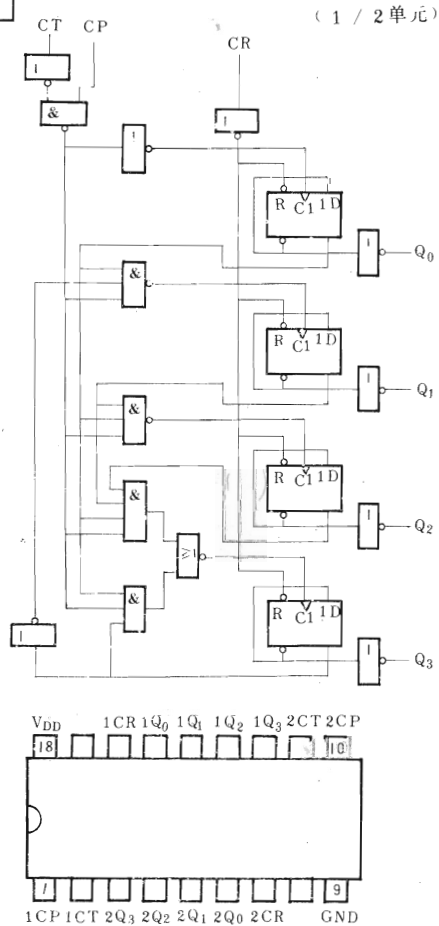 (1/2单元)
CT CP
CR
1
&
1
1
R C1 1D
1
Q₀
&
R C1 1D
1
Q₁
&
R C1 1D
1
Q₂
&
≥1
&
R C1 1D
1
1
Q₃
VDD 1CR 1Q₀ 1Q₁ 1Q₂ 1Q₃ 2CT 2CP
18 10
1 9
1CP 1CT 2Q₃ 2Q₂ 2Q₁ 2Q₀ 2CR GND